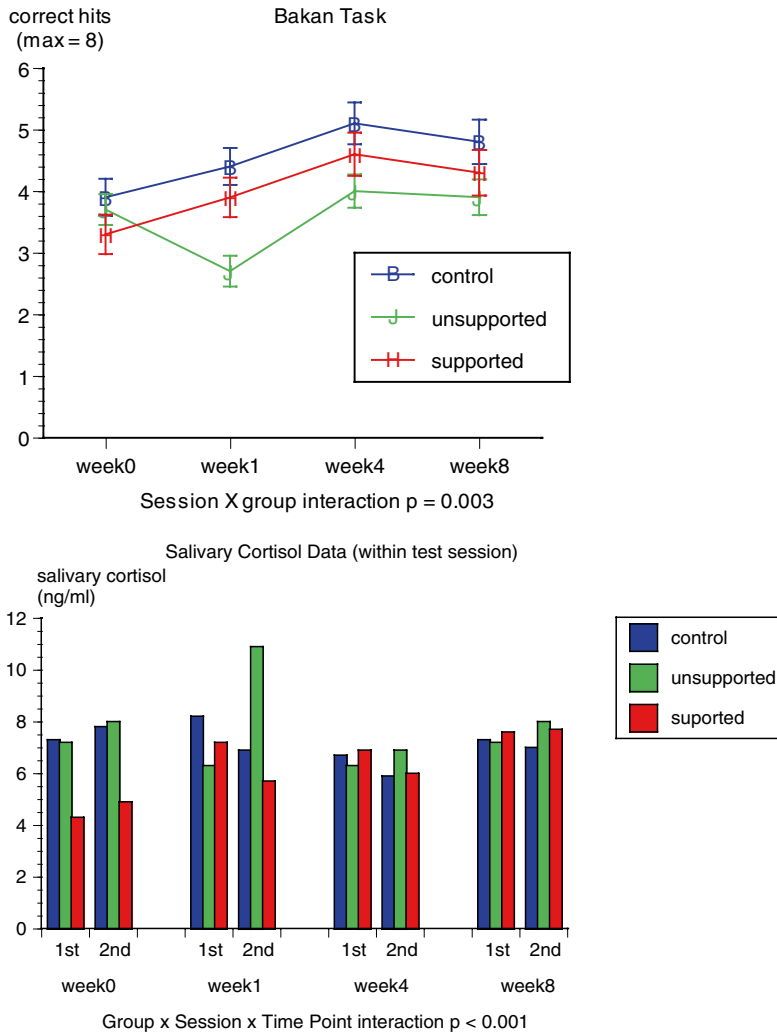 correct hits
(max = 8)
Bakan Task
6
5
4
3
2
1
0
B
B
B
B
J
J
J
J
H
H
H
H
B control
J unsupported
H supported
week0 week1 week4 week8
Session X group interaction p = 0.003
Salivary Cortisol Data (within test session)
salivary cortisol
(ng/ml)
12
10
8
6
4
2
0
control
unsupported
suported
1st 2nd 1st 2nd 1st 2nd 1st 2nd
week0 week1 week4 week8
Group x Session x Time Point interaction p < 0.001